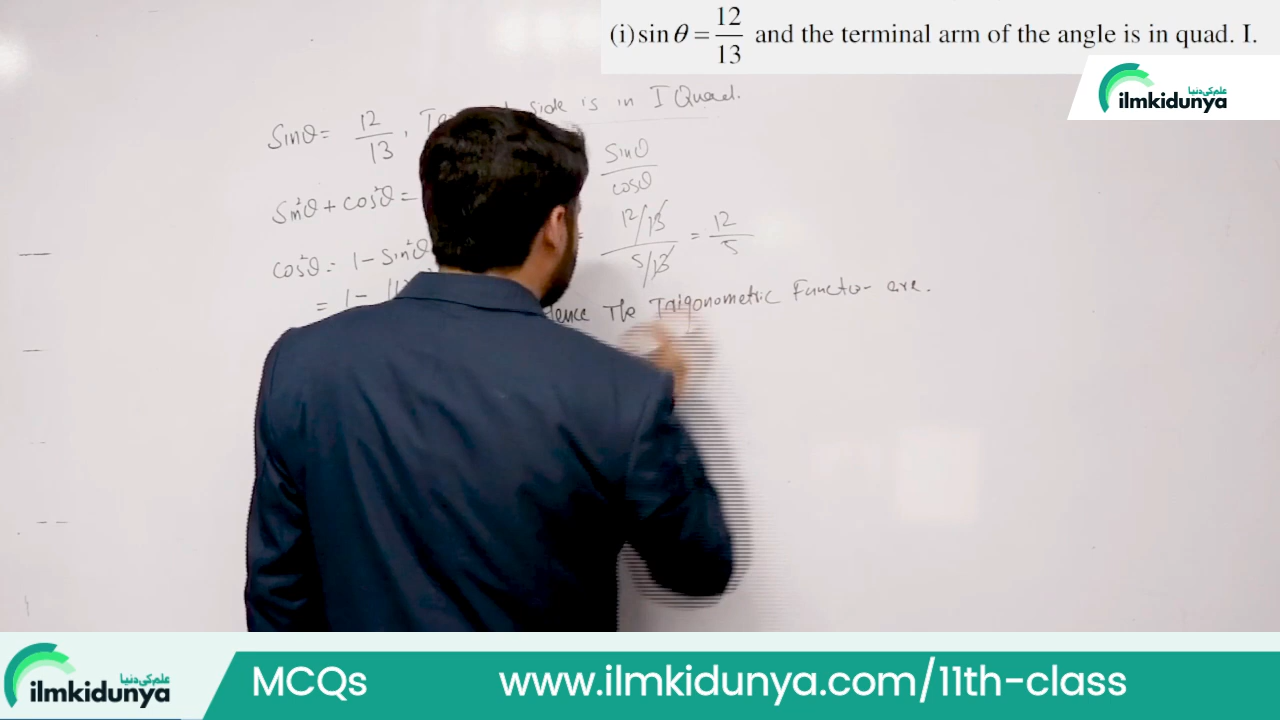 (i) sin θ = 12/13 and the terminal arm of the angle is in quad. I.
علم کی دنیا
ilmkidunya
Sinθ = 12/13, side is in I Quad.
Sin²θ + cos²θ =
cos²θ = 1 - Sin²θ
= 1 -
Sinθ/cosθ
= 12/13 / 5/13 = 12/5
Hence The Trigonometric Function are.
علم کی دنیا
ilmkidunya
MCQs
www.ilmkidunya.com/11th-class